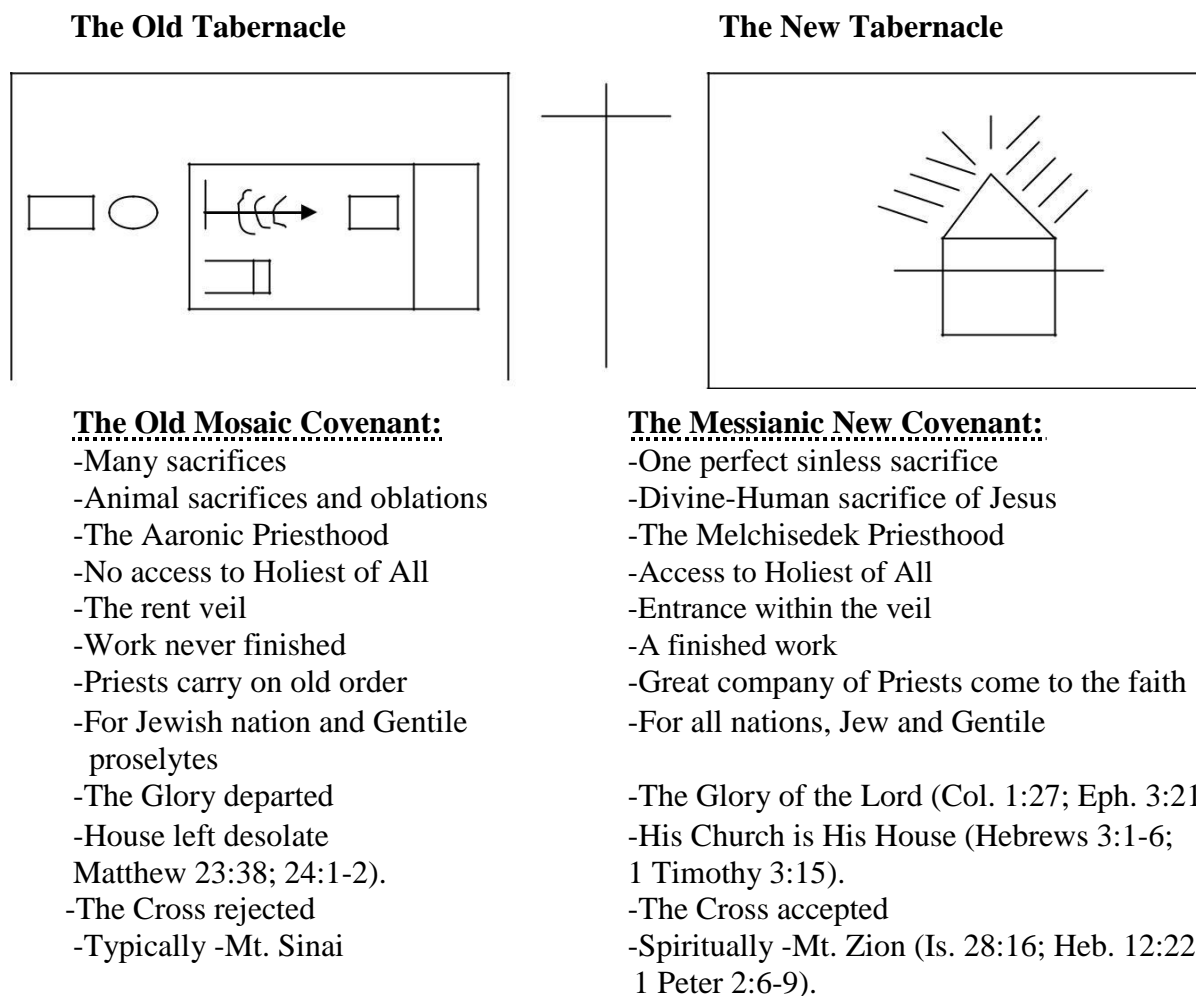 The Old Tabernacle
The New Tabernacle
The Old Mosaic Covenant:
-Many sacrifices
-Animal sacrifices and oblations
-The Aaronic Priesthood
-No access to Holiest of All
-The rent veil
-Work never finished
-Priests carry on old order
-For Jewish nation and Gentile
proselytes
-The Glory departed
-House left desolate
Matthew 23:38; 24:1-2).
-The Cross rejected
-Typically -Mt. Sinai
The Messianic New Covenant:
-One perfect sinless sacrifice
-Divine-Human sacrifice of Jesus
-The Melchisedek Priesthood
-Access to Holiest of All
-Entrance within the veil
-A finished work
-Great company of Priests come to the faith
-For all nations, Jew and Gentile
-The Glory of the Lord (Col. 1:27; Eph. 3:21
-His Church is His House (Hebrews 3:1-6;
1 Timothy 3:15).
-The Cross accepted
-Spiritually -Mt. Zion (Is. 28:16; Heb. 12:22
1 Peter 2:6-9).